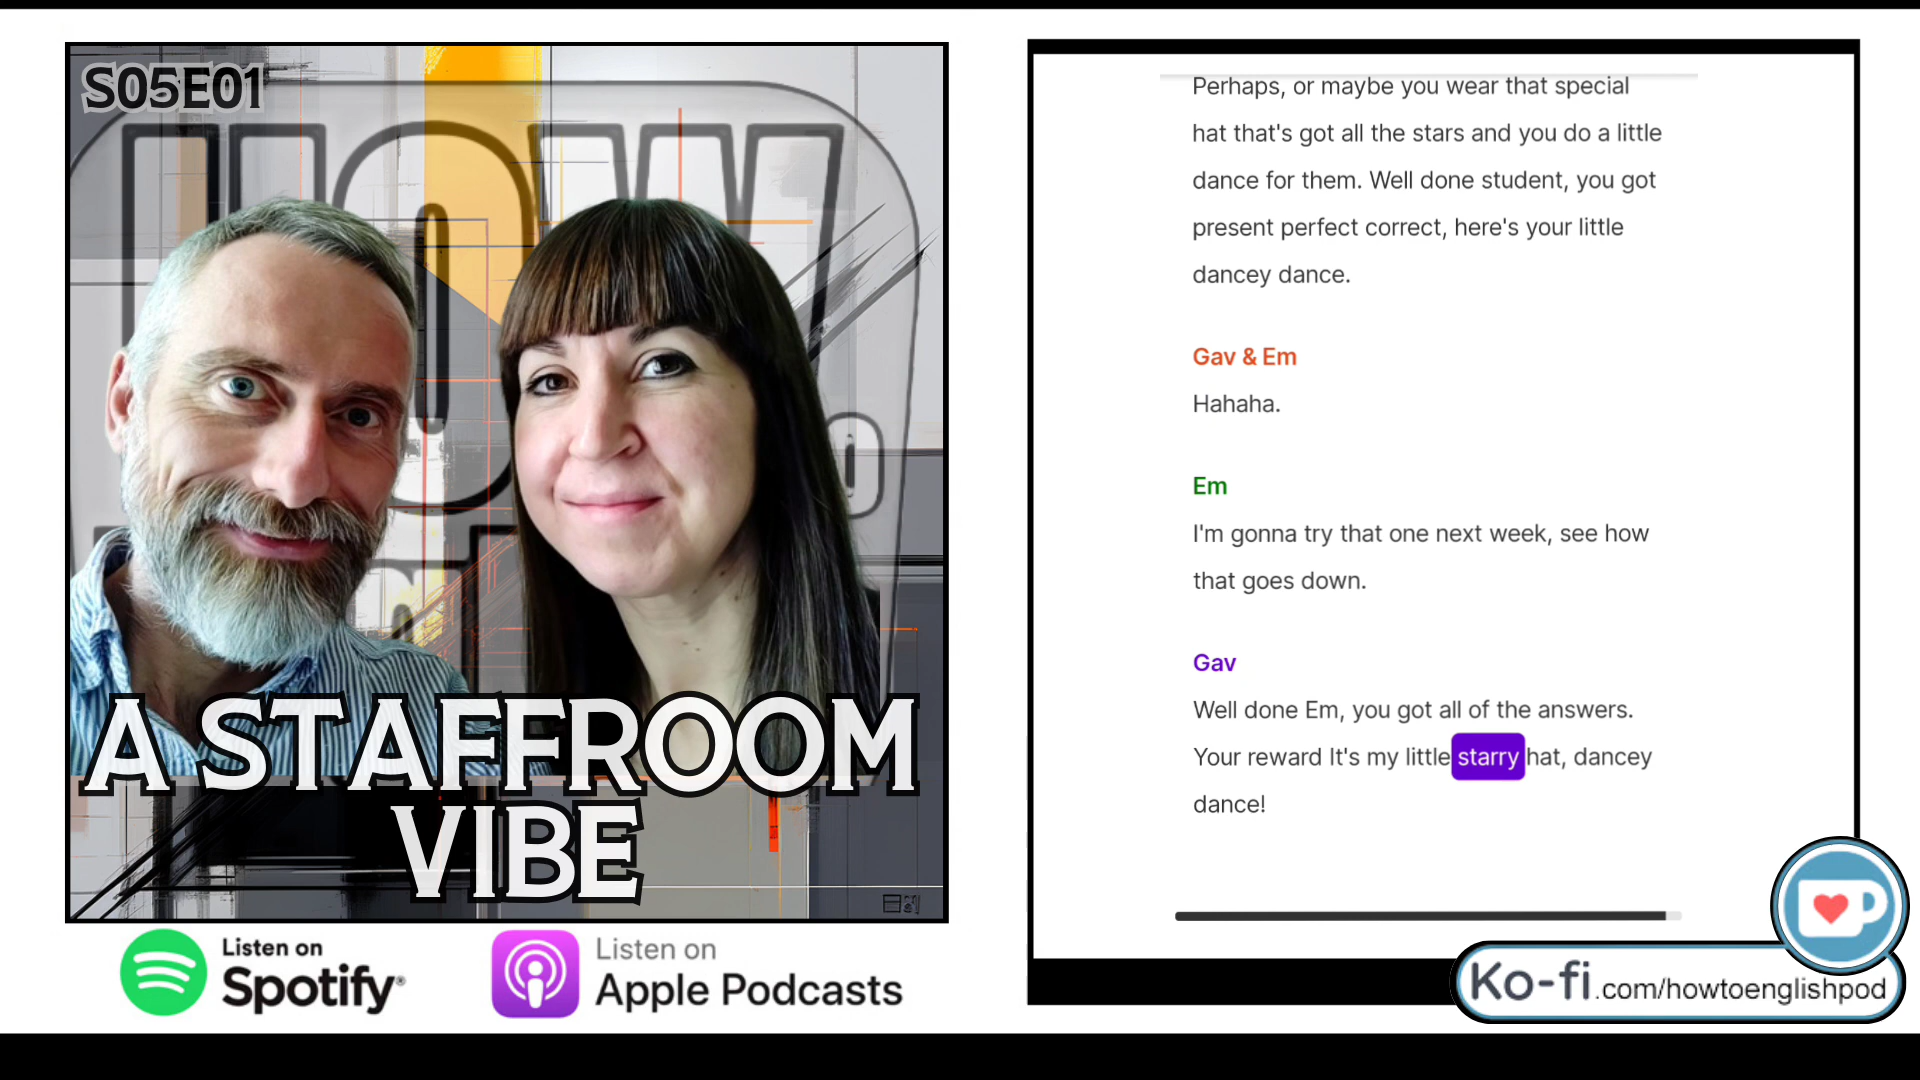 S05E01
HOW
A STAFFROOM
VIBE
Listen on
Spotify
Listen on
Apple Podcasts
Perhaps, or maybe you wear that special
hat that's got all the stars and you do a little
dance for them. Well done student, you got
present perfect correct, here's your little
dancey dance.
Gav & Em
Hahaha.
Em
I'm gonna try that one next week, see how
that goes down.
Gav
Well done Em, you got all of the answers.
Your reward It's my little starry hat, dancey
dance!
Ko-fi.com/howtoenglishpod